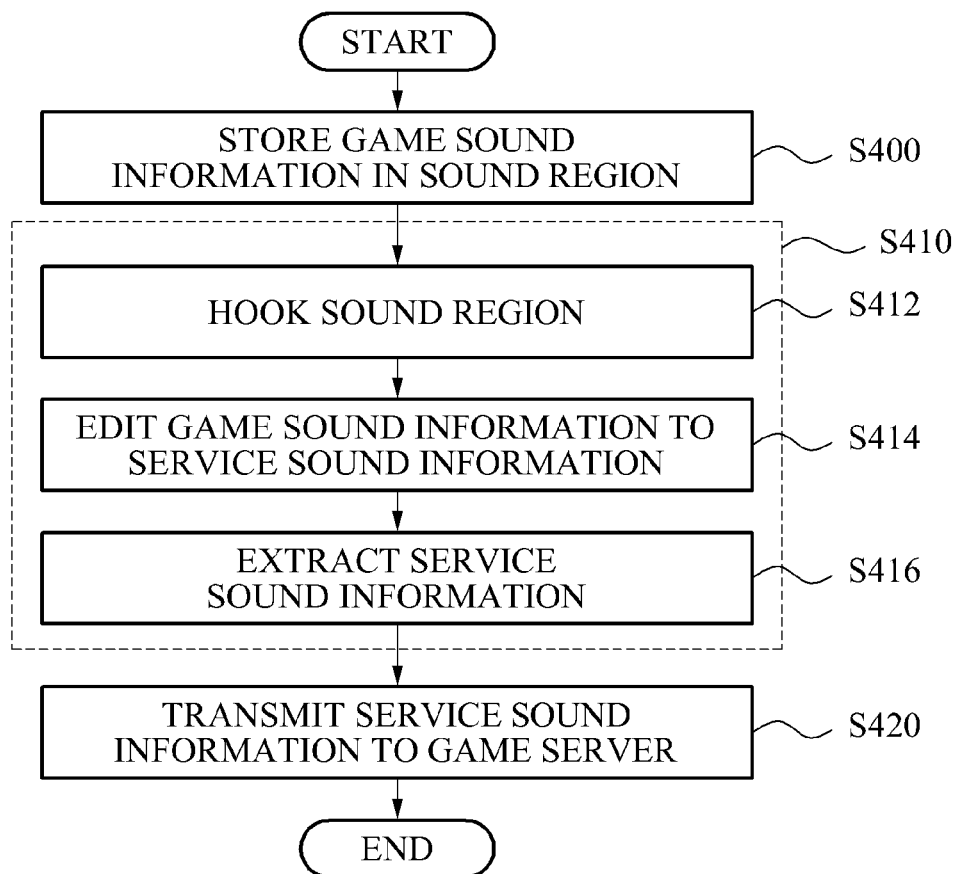 START
STORE GAME SOUND
INFORMATION IN SOUND REGION
S400
S410
HOOK SOUND REGION
S412
EDIT GAME SOUND INFORMATION TO
SERVICE SOUND INFORMATION
S414
EXTRACT SERVICE
SOUND INFORMATION
S416
TRANSMIT SERVICE SOUND
INFORMATION TO GAME SERVER
S420
END